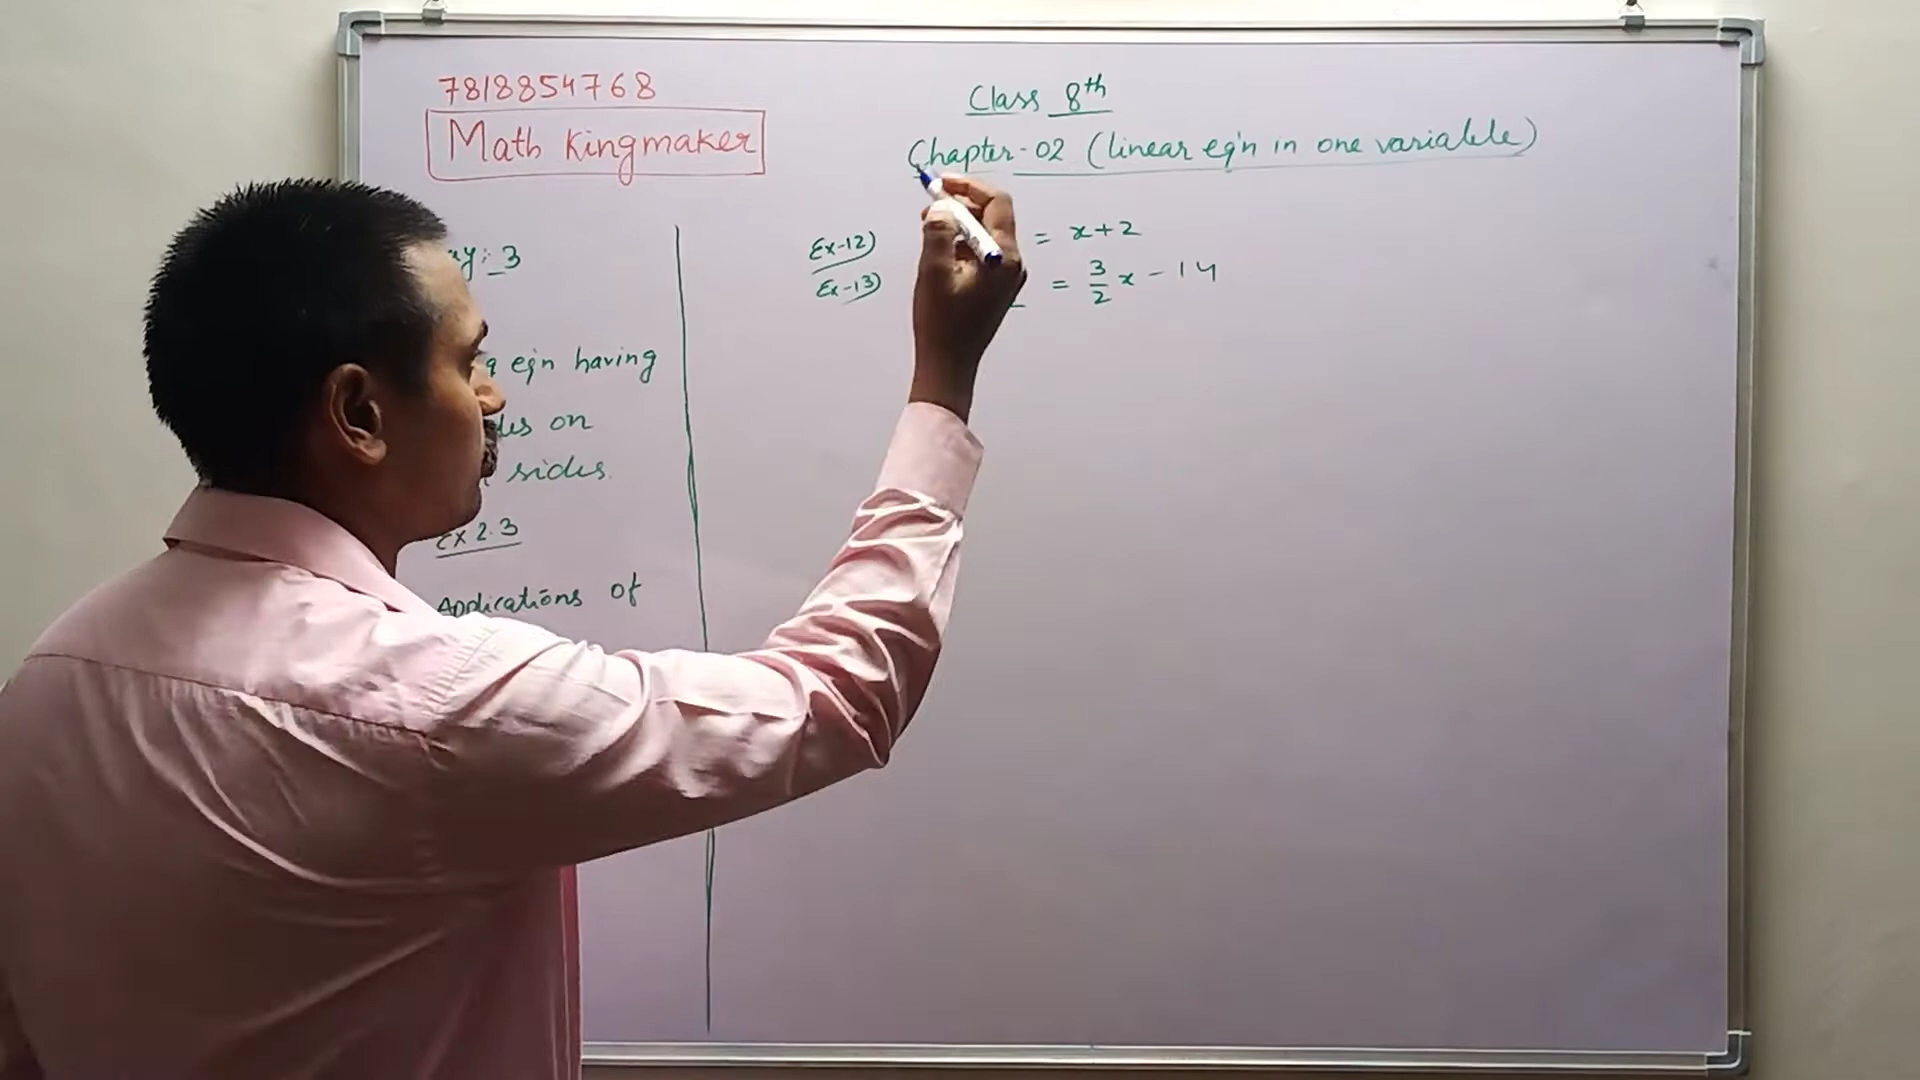 7818854768
Math Kingmaker
Class 8th
Chapter-02 (linear eq'n in one variable)
: 3
eq'n having
on
sides.
Ex 2.3
Applications of
Ex-12) = x+2
Ex-13) = 3/2 x - 14